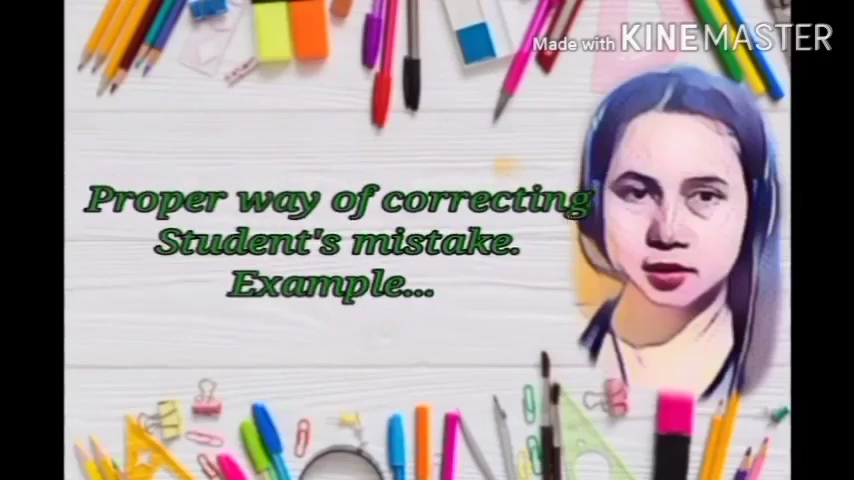 Made with KINEMASTER
Proper way of correcting
Student's mistake.
Example...